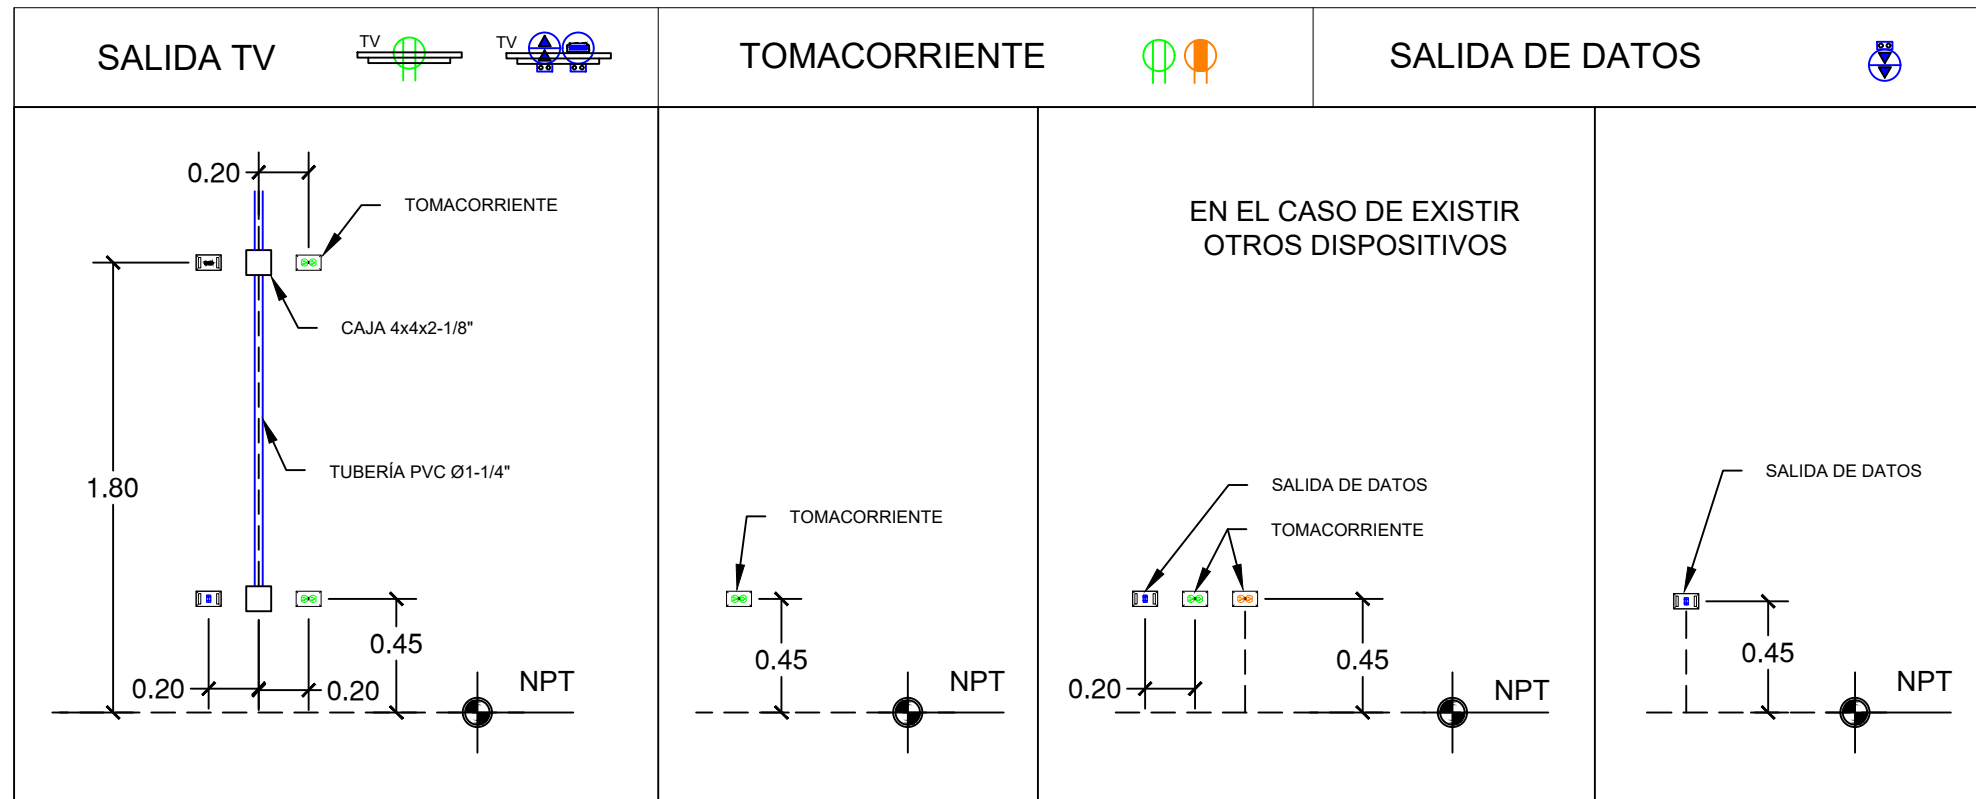 SALIDA TV
TV
TV
TOMACORRIENTE
SALIDA DE DATOS
0.20
TOMACORRIENTE
CAJA 4x4x2-1/8"
1.80
TUBERÍA PVC Ø1-1/4"
0.45
0.20
0.20
NPT
TOMACORRIENTE
0.45
NPT
EN EL CASO DE EXISTIR
OTROS DISPOSITIVOS
SALIDA DE DATOS
TOMACORRIENTE
0.20
0.45
NPT
SALIDA DE DATOS
0.45
NPT